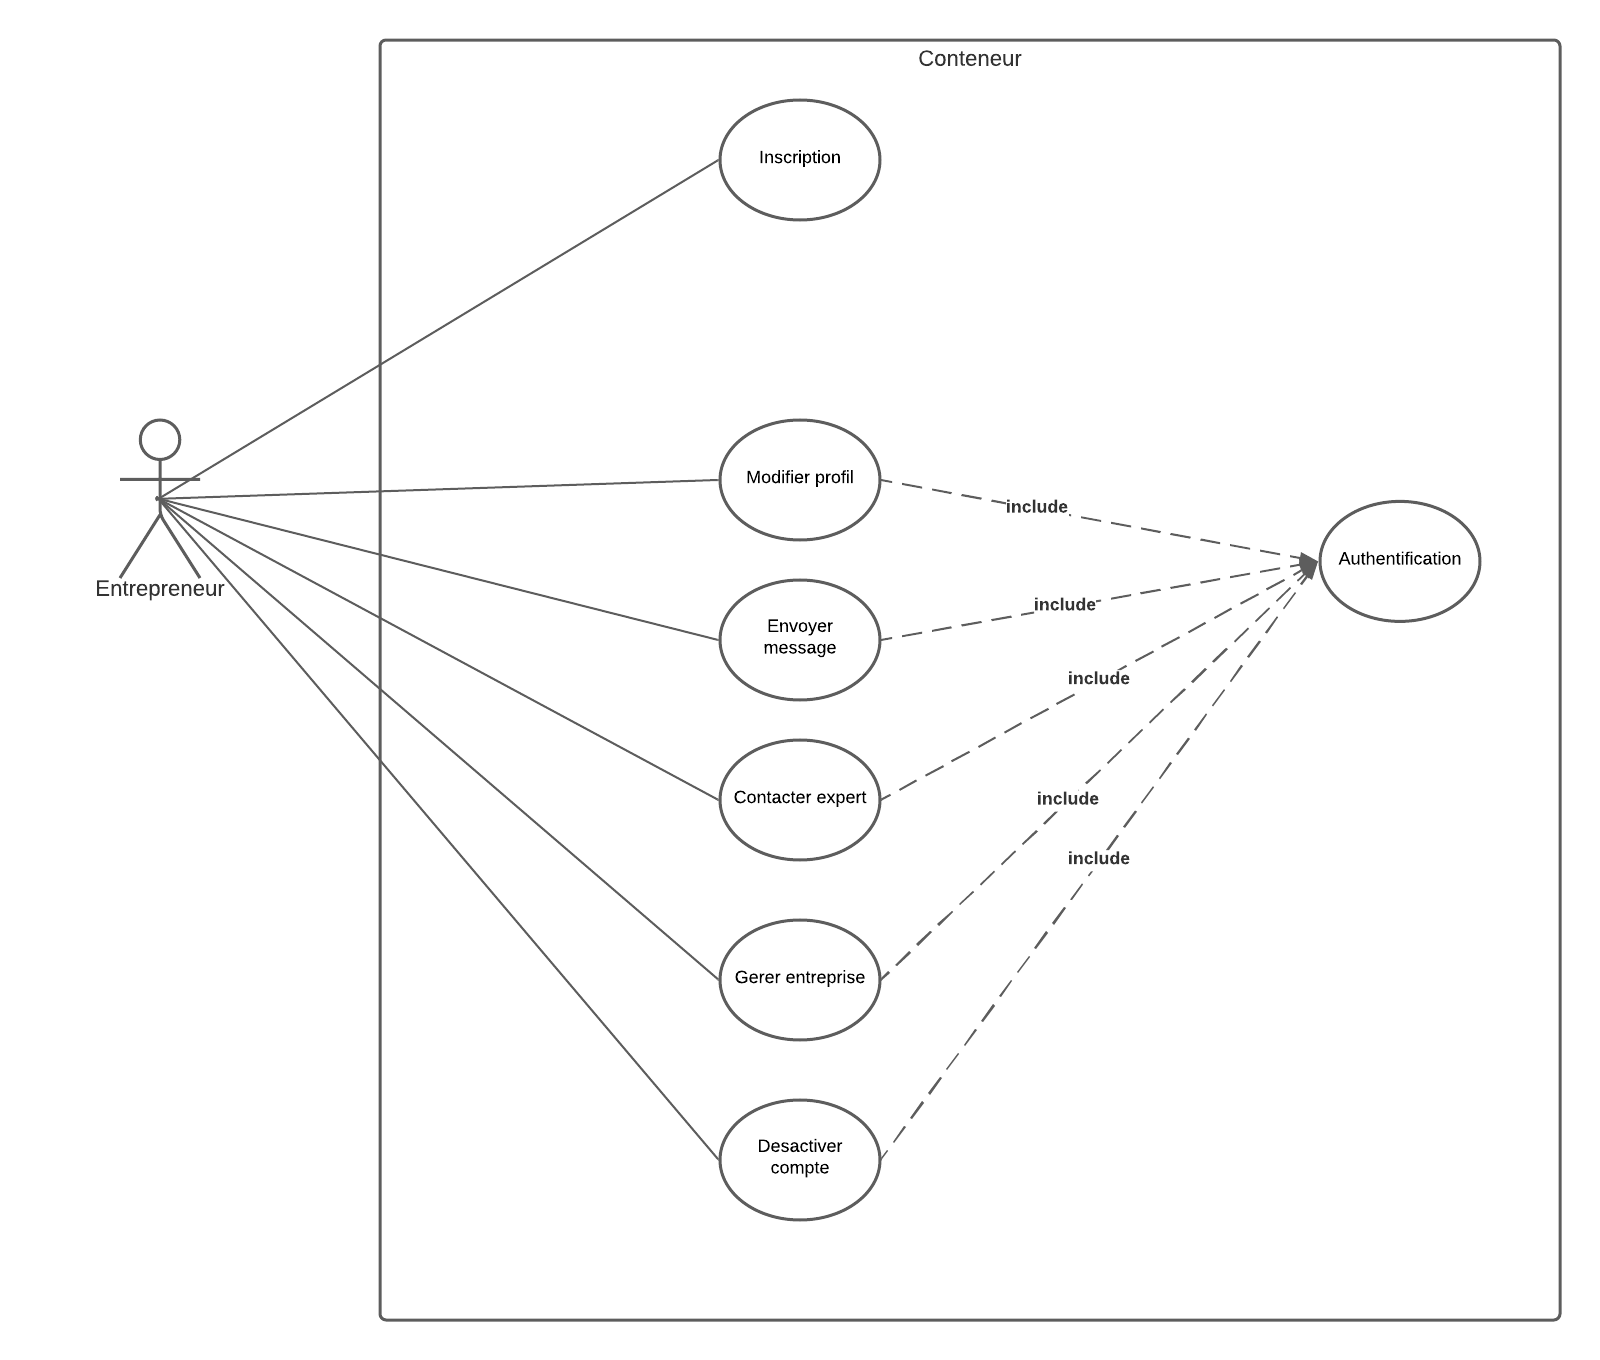 Conteneur
Inscription
Entrepreneur
Modifier profil
include
Authentification
Envoyer
message
include
include
Contacter expert
include
include
Gerer entreprise
Desactiver
compte